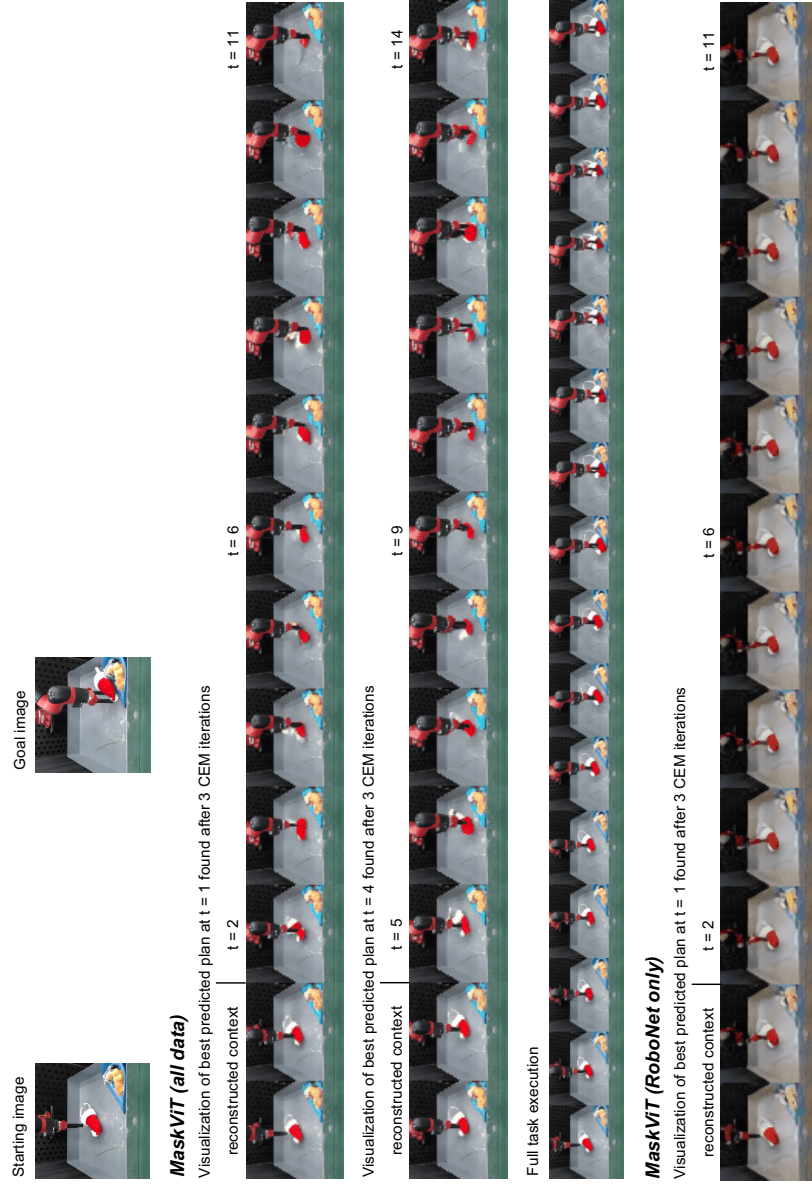 Starting image
Goal image
MaskViT (all data)
Visualization of best predicted plan at t = 1 found after 3 CEM iterations
reconstructed context
t = 2
t = 6
t = 11
Visualization of best predicted plan at t = 4 found after 3 CEM iterations
reconstructed context
t = 5
t = 9
t = 14
Full task execution
MaskViT (RoboNet only)
Visualization of best predicted plan at t = 1 found after 3 CEM iterations
reconstructed context
t = 2
t = 6
t = 11